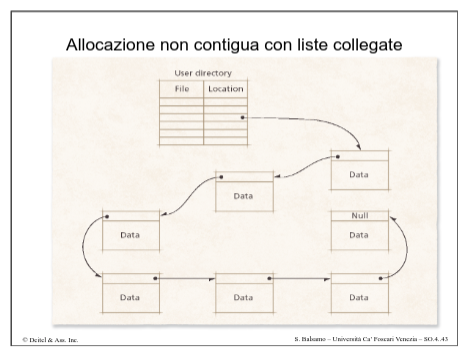 Allocazione non contigua con liste collegate
User directory
File Location
Data
Data
Data
Null
Data
Data Data Data
© Deitel & Ass. Inc.
S. Balsamo – Università Ca' Foscari Venezia – SO.4.43